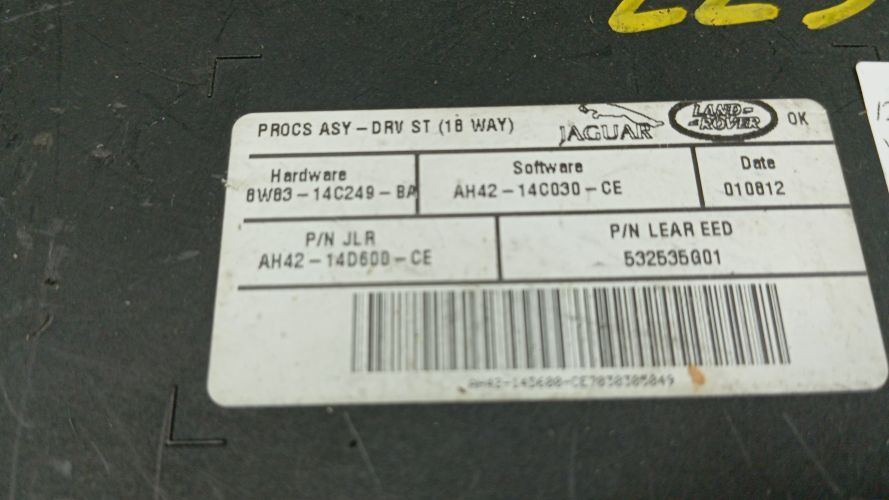 223
PROCS ASY-DRV ST (18 WAY)
JAGUAR
LAND-
-ROVER
OK
Hardware
8W83-14C249-BA
Software
AH42-14C030-CE
Date
010812
P/N JLR
AH42-14D600-CE
P/N LEAR EED
532535G01